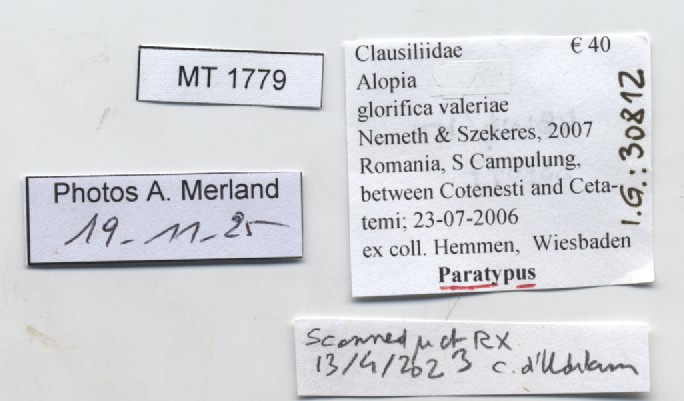 MT 1779
Photos A. Merland
19-11-25
Clausiliidae € 40
Alopia
glorifica valeriae
Nemeth & Szekeres, 2007
Romania, S Campulung,
between Cotenesti and Ceta-
temi; 23-07-2006
ex coll. Hemmen, Wiesbaden
Paratypus
I.G.: 30812
Scanned µct RX
13/4/2023 C. d'